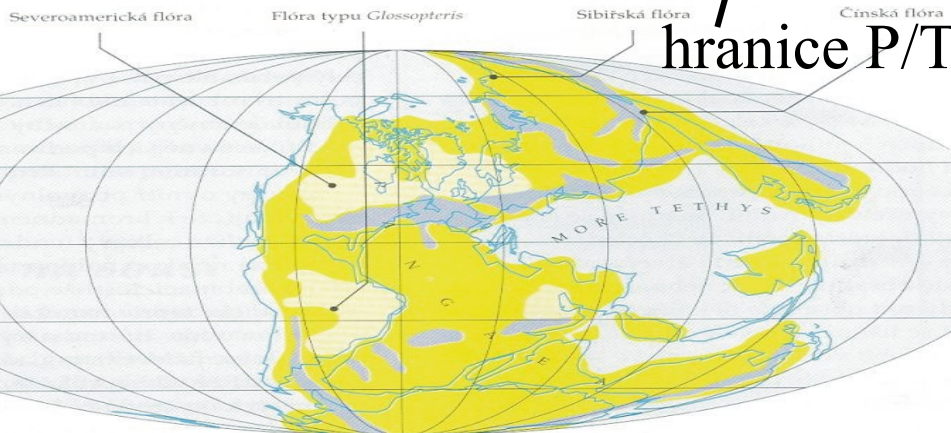 Severoamerická flóra
Flóra typu Glossopteris
Sibiřská flóra
Čínská flóra
hranice P/T
MOŘE TETHYS
N
G
E
A